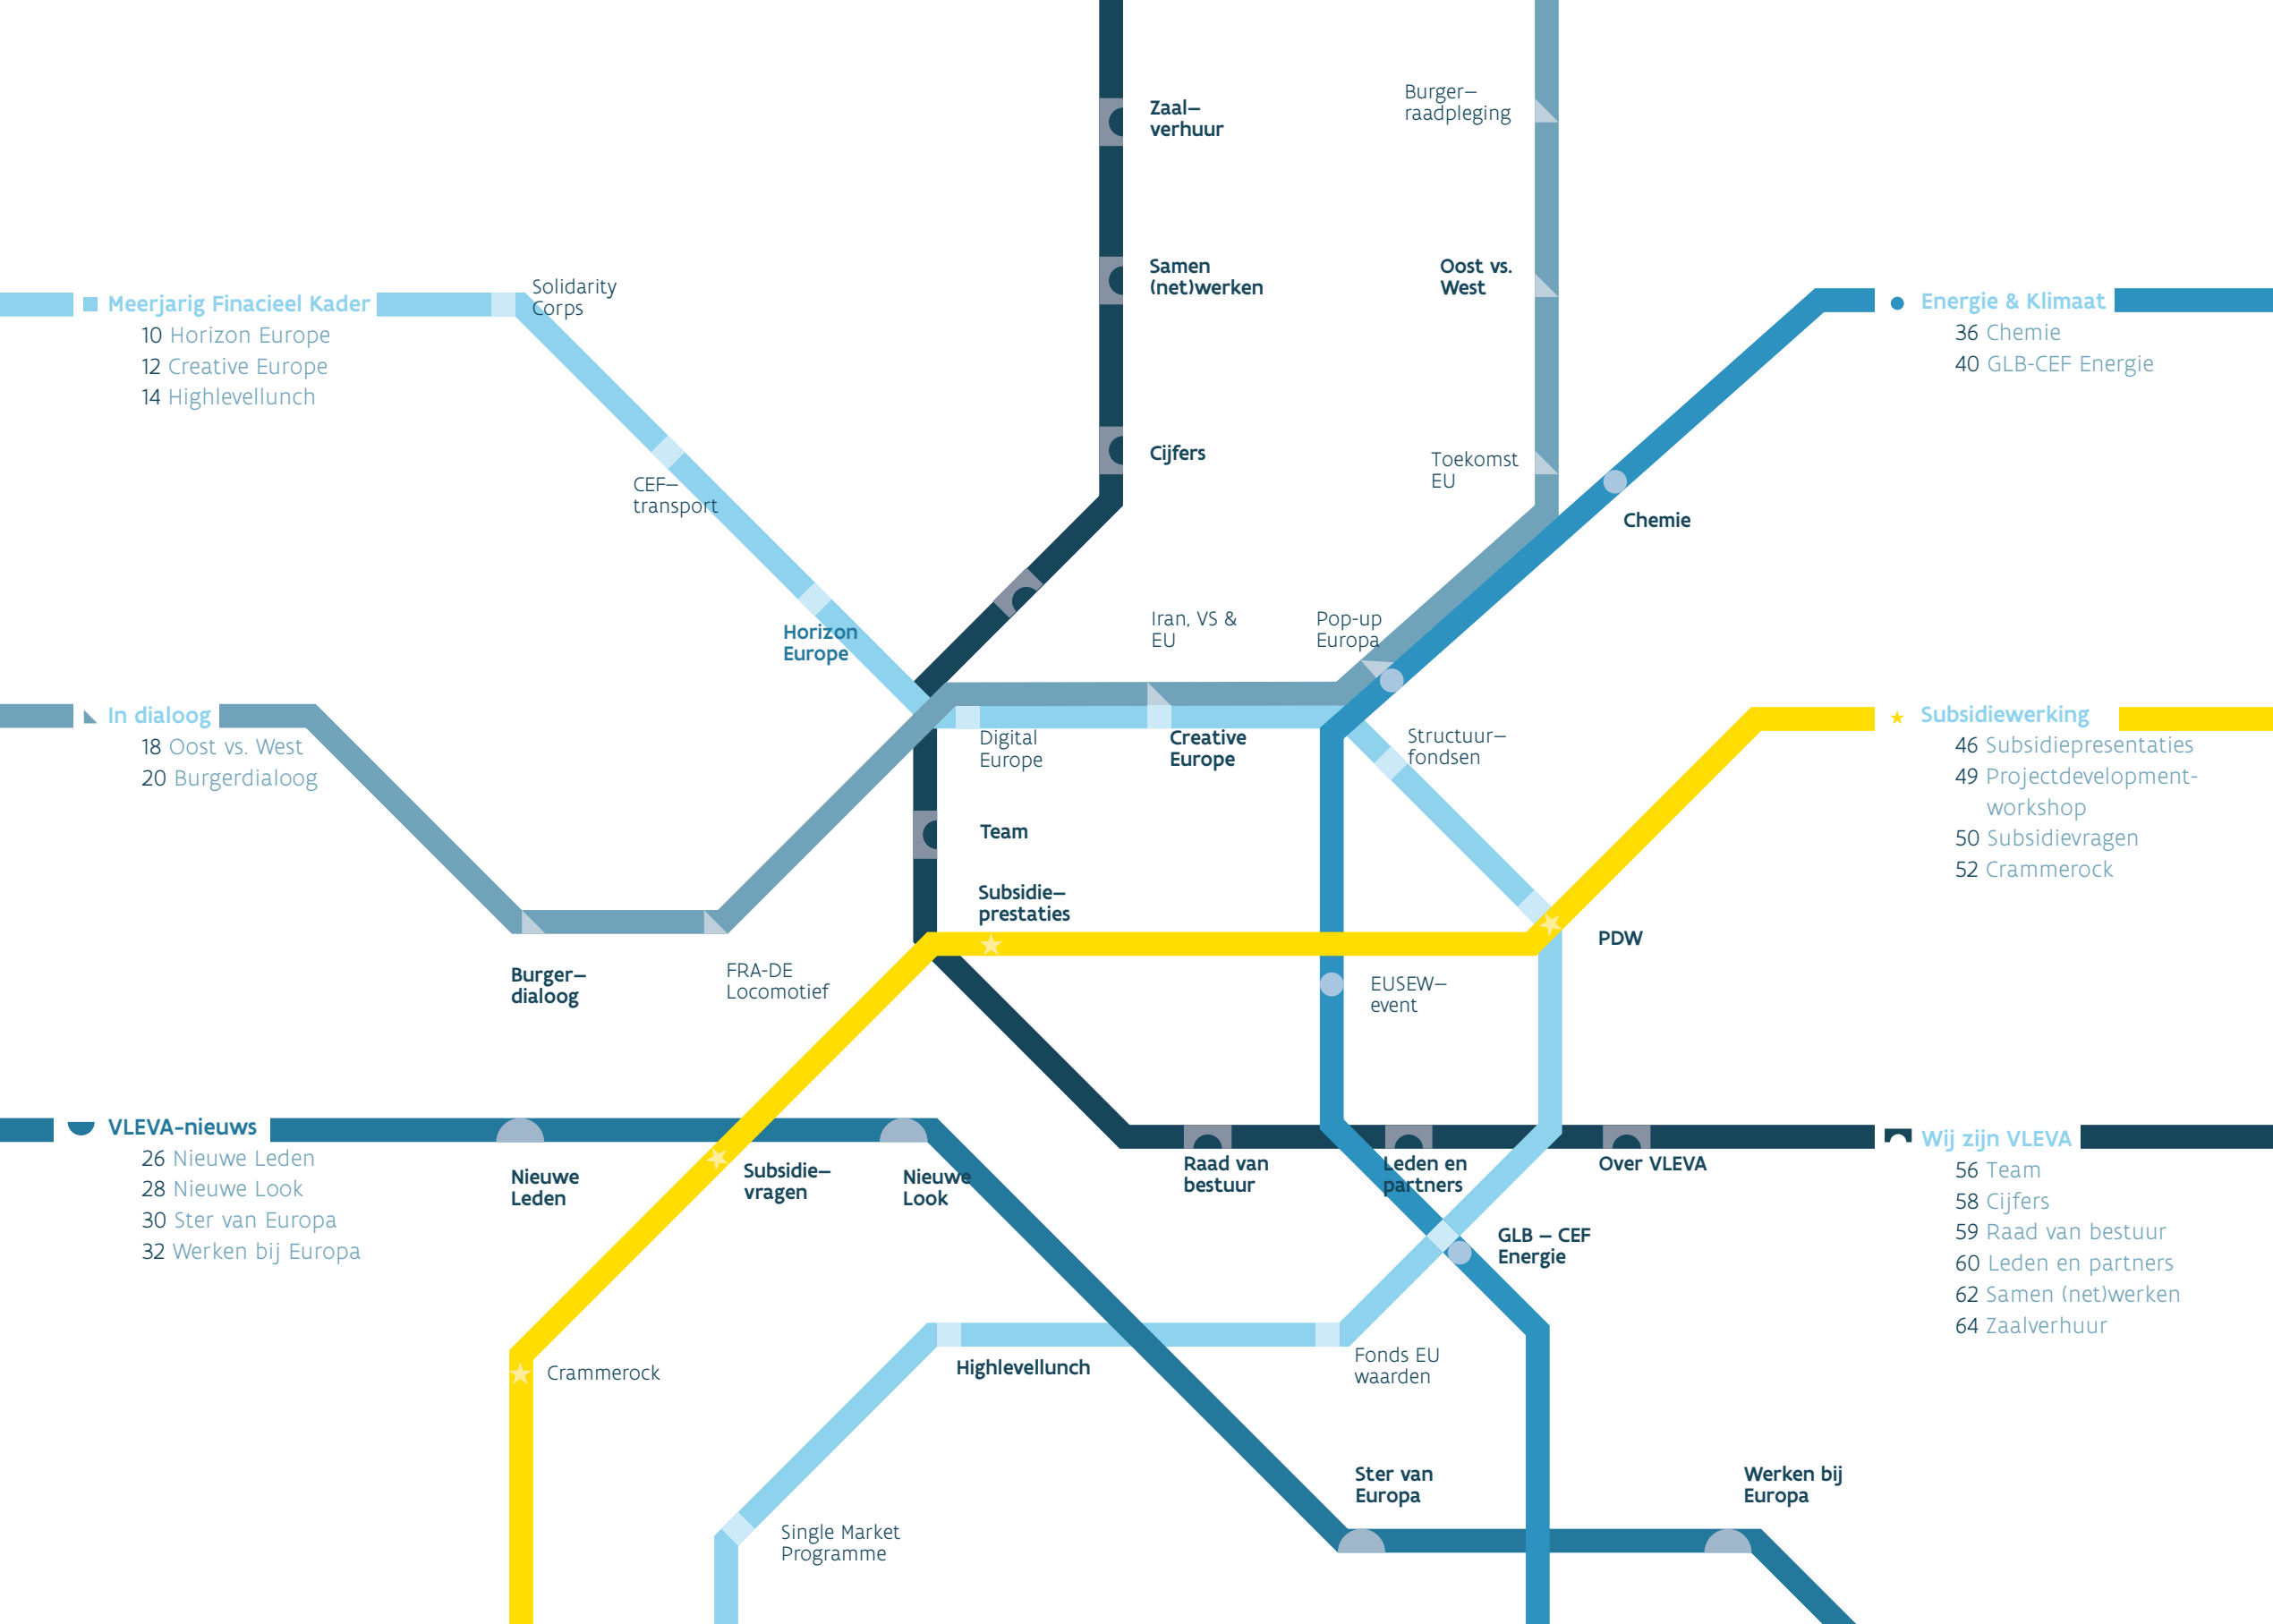 Zaal–
verhuur
Burger–
raadpleging
Samen
(net)werken
Oost vs.
West
Solidarity
Corps
Meerjarig Finacieel Kader
10 Horizon Europe
12 Creative Europe
14 Highlevellunch
Energie & Klimaat
36 Chemie
40 GLB-CEF Energie
Cijfers
Toekomst
EU
CEF–
transport
Chemie
Horizon
Europe
Iran, VS &
EU
Pop-up
Europa
In dialoog
18 Oost vs. West
20 Burgerdialoog
Digital
Europe
Creative
Europe
Structuur–
fondsen
Subsidiewerking
46 Subsidiepresentaties
49 Projectdevelopment-
workshop
50 Subsidievragen
52 Crammerock
Team
Subsidie–
prestaties
PDW
Burger–
dialoog
FRA-DE
Locomotief
EUSEW–
event
VLEVA-nieuws
26 Nieuwe Leden
28 Nieuwe Look
30 Ster van Europa
32 Werken bij Europa
Nieuwe
Leden
Subsidie–
vragen
Nieuwe
Look
Raad van
bestuur
Leden en
partners
Over VLEVA
Wij zijn VLEVA
56 Team
58 Cijfers
59 Raad van bestuur
60 Leden en partners
62 Samen (net)werken
64 Zaalverhuur
GLB – CEF
Energie
Crammerock
Highlevellunch
Fonds EU
waarden
Ster van
Europa
Werken bij
Europa
Single Market
Programme